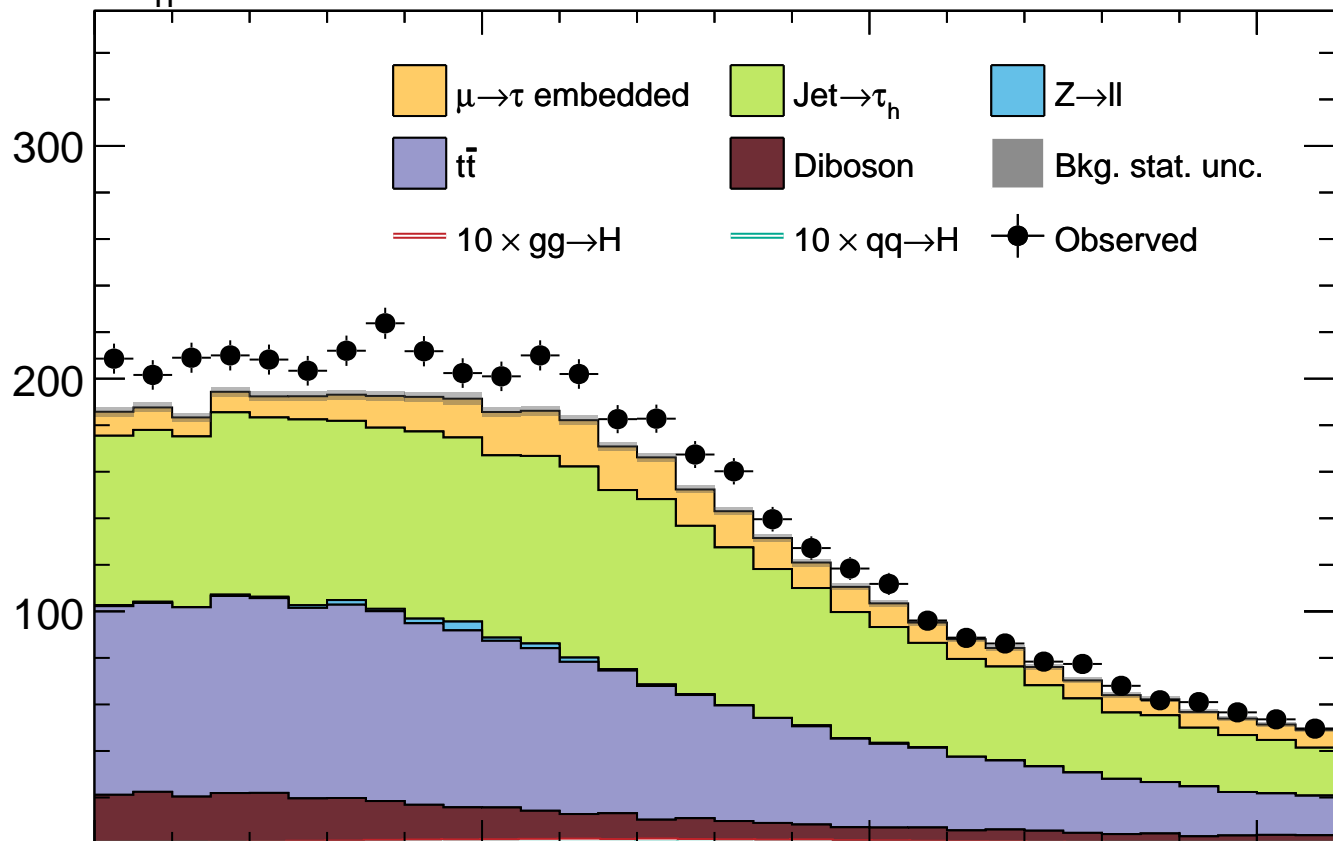 μ→τ embedded Jet→τₕ Z→ll
300
tt̄ Diboson Bkg. stat. unc.
10 × gg→H 10 × qq→H Observed
200
100